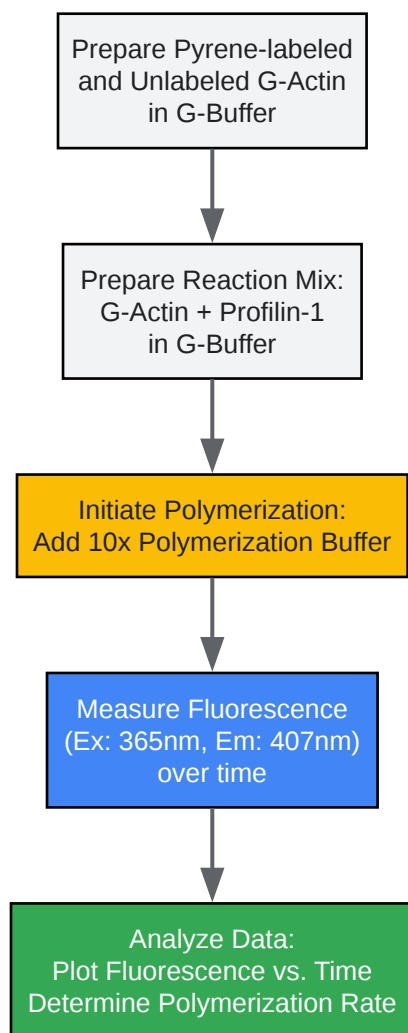 Prepare Pyrene-labeled
and Unlabeled G-Actin
in G-Buffer
Prepare Reaction Mix:
G-Actin + Profilin-1
in G-Buffer
Initiate Polymerization:
Add 10x Polymerization Buffer
Measure Fluorescence
(Ex: 365nm, Em: 407nm)
over time
Analyze Data:
Plot Fluorescence vs. Time
Determine Polymerization Rate